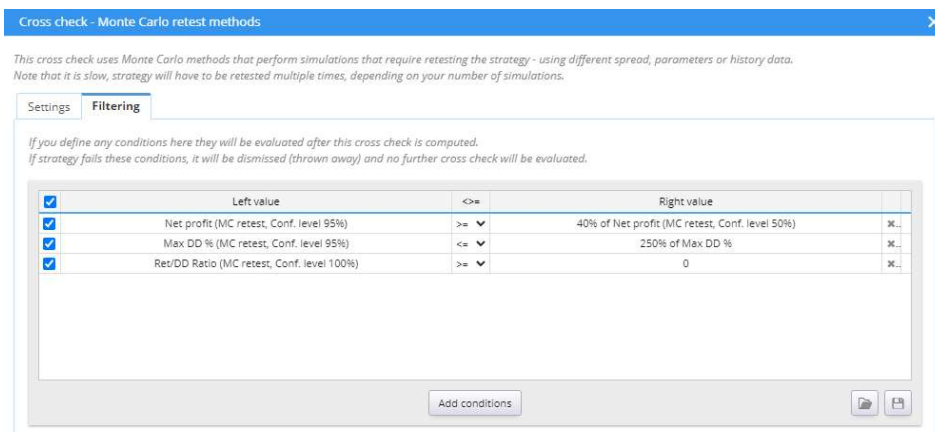 Cross check - Monte Carlo retest methods
This cross check uses Monte Carlo methods that perform simulations that require retesting the strategy - using different spread, parameters or history data.
Note that it is slow, strategy will have to be retested multiple times, depending on your number of simulations.
Settings Filtering
If you define any conditions here they will be evaluated after this cross check is computed.
If strategy fails these conditions, it will be dismissed (thrown away) and no further cross check will be evaluated.
Left value <>= Right value
Net profit (MC retest, Conf. level 95%) >= 40% of Net profit (MC retest, Conf. level 50%)
Max DD % (MC retest, Conf. level 95%) <= 250% of Max DD %
Ret/DD Ratio (MC retest, Conf. level 100%) >= 0
Add conditions